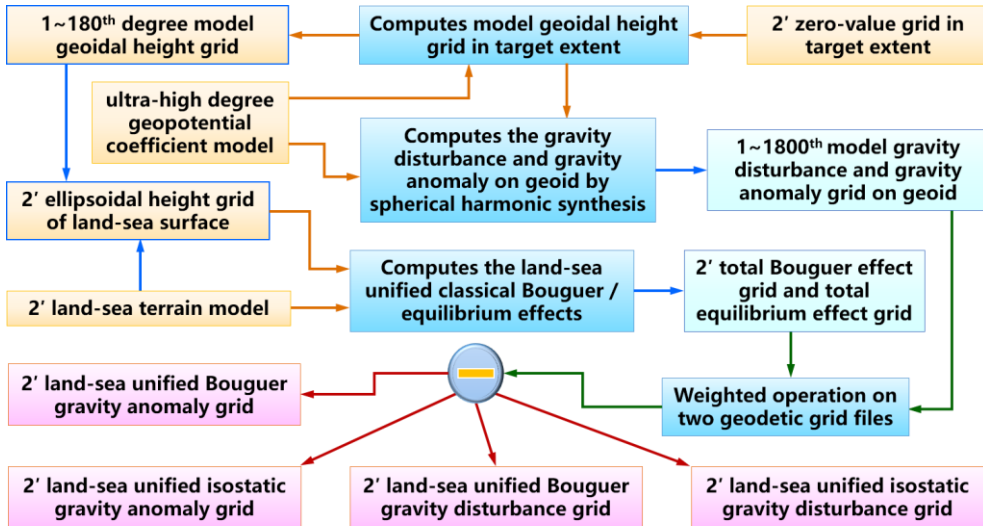 1~180th degree model
geoidal height grid
Computes model geoidal height
grid in target extent
2′ zero-value grid in
target extent
ultra-high degree
geopotential
coefficient model
Computes the gravity
disturbance and gravity
anomaly on geoid by
spherical harmonic synthesis
1~1800th model gravity
disturbance and gravity
anomaly grid on geoid
2′ ellipsoidal height grid
of land-sea surface
2′ land-sea terrain model
Computes the land-sea
unified classical Bouguer /
equilibrium effects
2′ total Bouguer effect
grid and total
equilibrium effect grid
2′ land-sea unified Bouguer
gravity anomaly grid
Weighted operation on
two geodetic grid files
2′ land-sea unified isostatic
gravity anomaly grid
2′ land-sea unified Bouguer
gravity disturbance grid
2′ land-sea unified isostatic
gravity disturbance grid